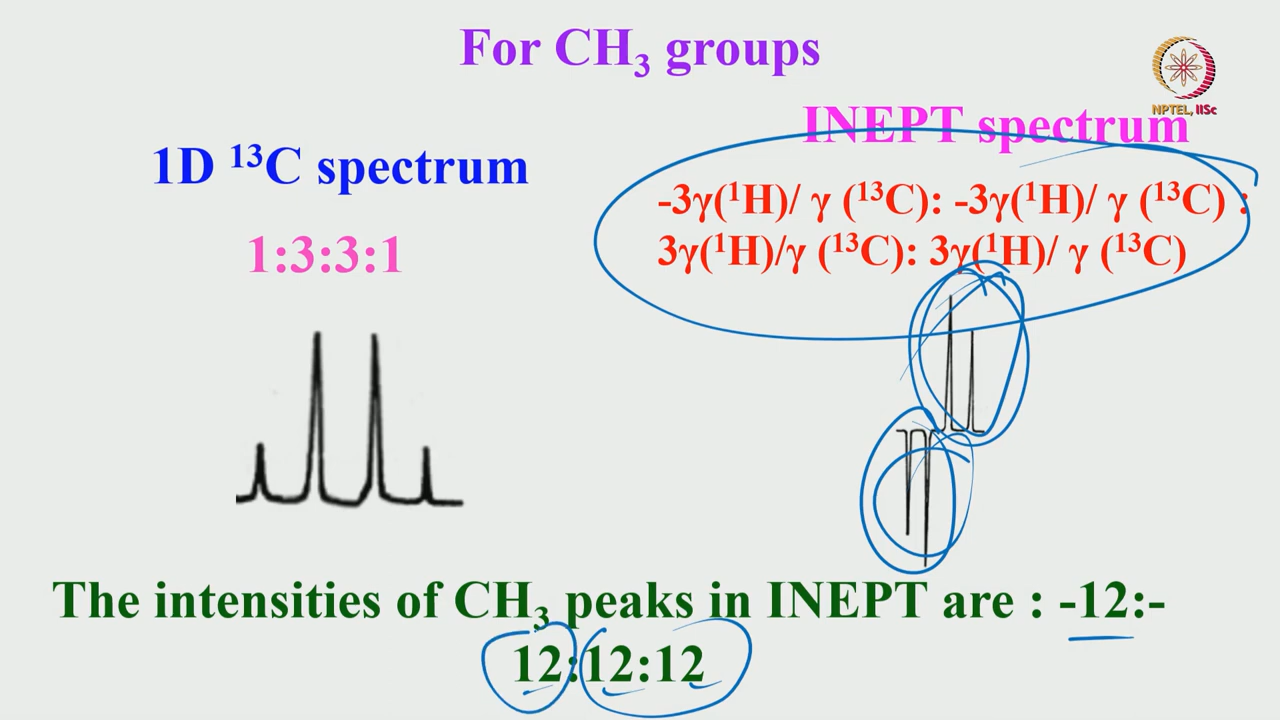 For CH₃ groups
NPTEL, IISc
INEPT spectrum
1D ¹³C spectrum
-3γ(¹H)/ γ (¹³C): -3γ(¹H)/ γ (¹³C) :
3γ(¹H)/γ (¹³C): 3γ(¹H)/ γ (¹³C)
1:3:3:1
The intensities of CH₃ peaks in INEPT are : -12:-
12:12:12